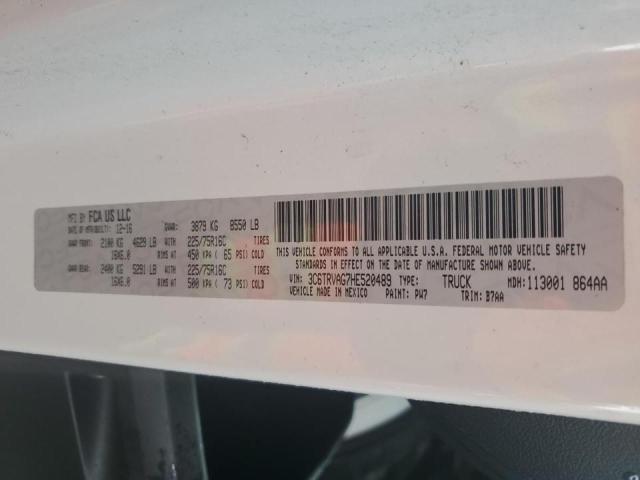 MFD BY FCA US LLC
DATE OF MFR/BUILT: 12-16 GVWR: 3879 KG 8550 LB
GAWR FRONT 2100 KG 4629 LB WITH 225/75R16C TIRES
16X6.0 RIMS AT 450 KPA ( 65 PSI) COLD
GAWR REAR 2400 KG 5291 LB WITH 225/75R16C TIRES
16X6.0 RIMS AT 500 KPA ( 73 PSI) COLD
THIS VEHICLE CONFORMS TO ALL APPLICABLE U.S.A. FEDERAL MOTOR VEHICLE SAFETY
STANDARDS IN EFFECT ON THE DATE OF MANUFACTURE SHOWN ABOVE.
VIN: 3C6TRVAG7HE520489 TYPE: TRUCK MDH: 113001 864AA
VEHICLE MADE IN MEXICO PAINT: PW7 TRIM: B7AA